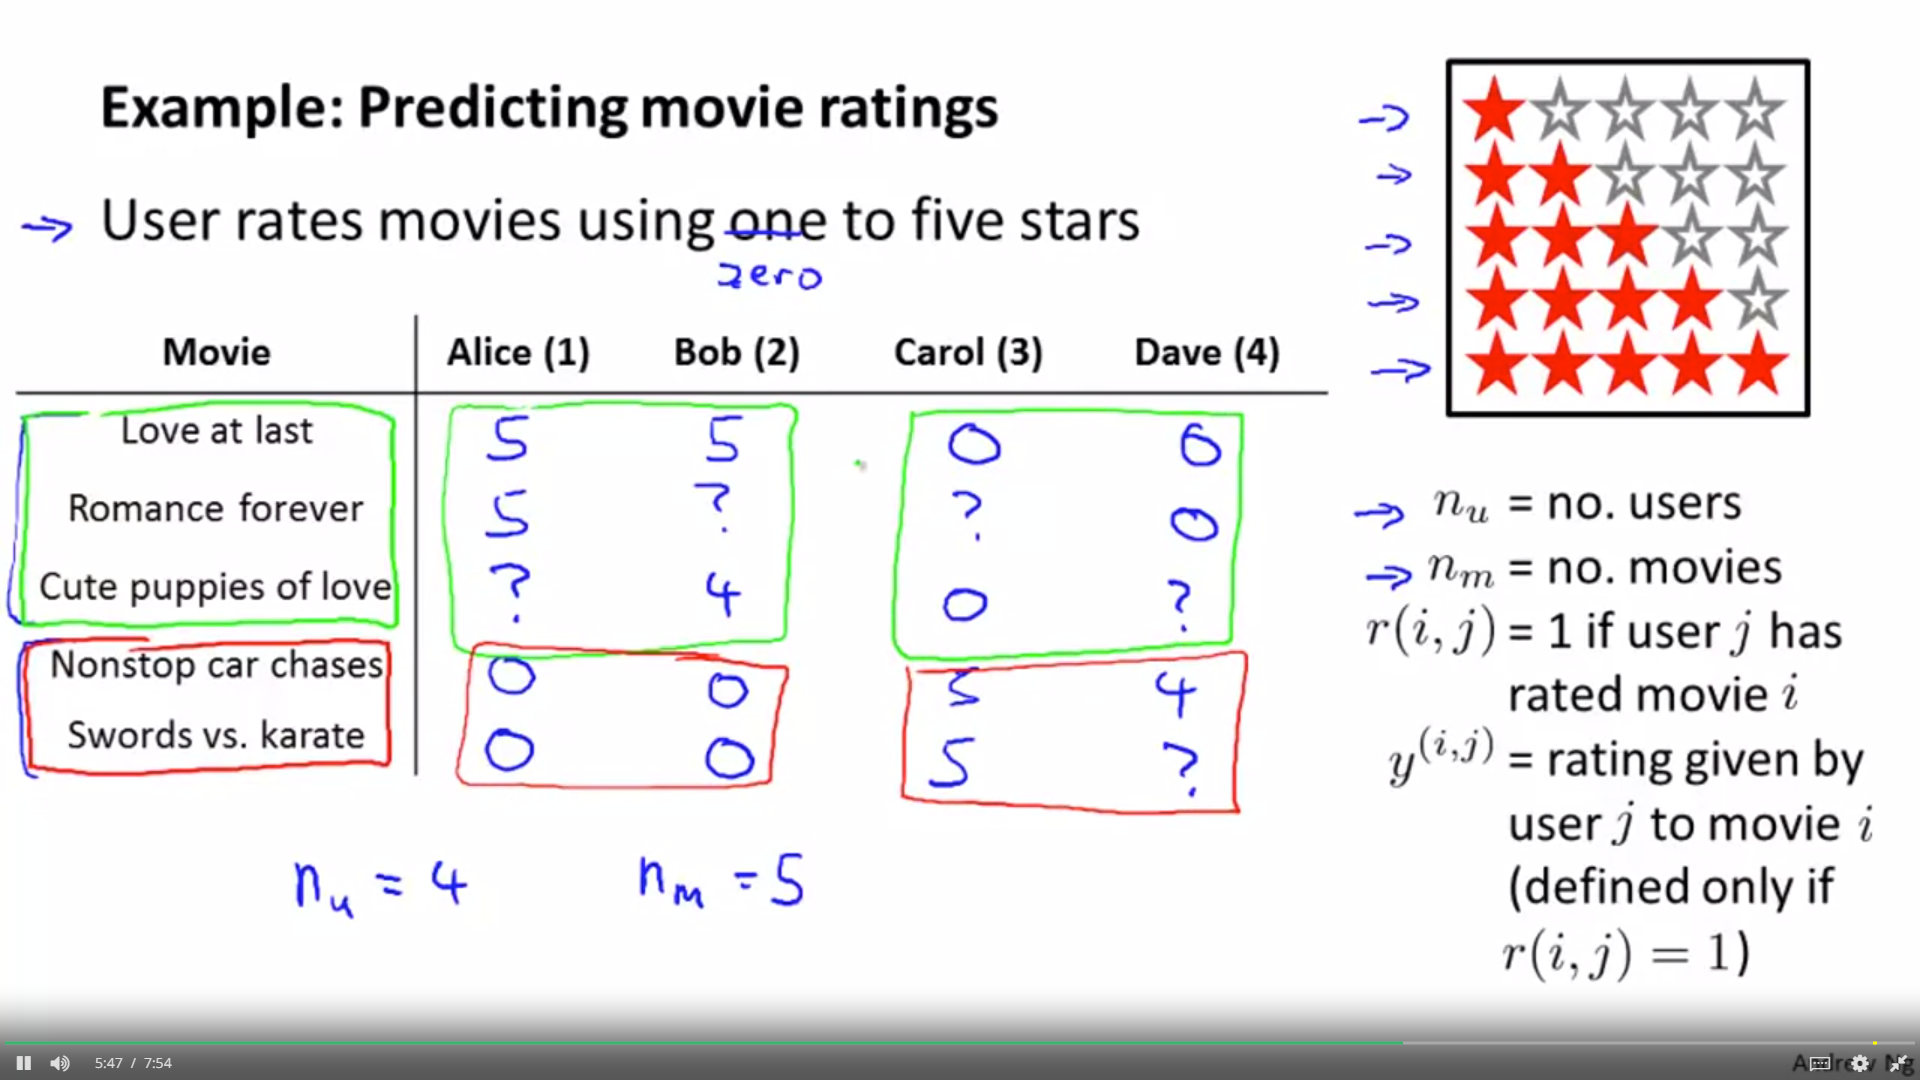 Example: Predicting movie ratings
→ User rates movies using one to five stars
zero
Movie Alice (1) Bob (2) Carol (3) Dave (4)
Love at last 5 5 0 0
Romance forever 5 ? ? 0
Cute puppies of love ? 4 0 ?
Nonstop car chases 0 0 5 4
Swords vs. karate 0 0 5 ?
n_u = 4 n_m = 5
→ n_u = no. users
→ n_m = no. movies
r(i, j) = 1 if user j has
rated movie i
y^(i,j) = rating given by
user j to movie i
(defined only if
r(i, j) = 1)
5:47 / 7:54
Andrew Ng